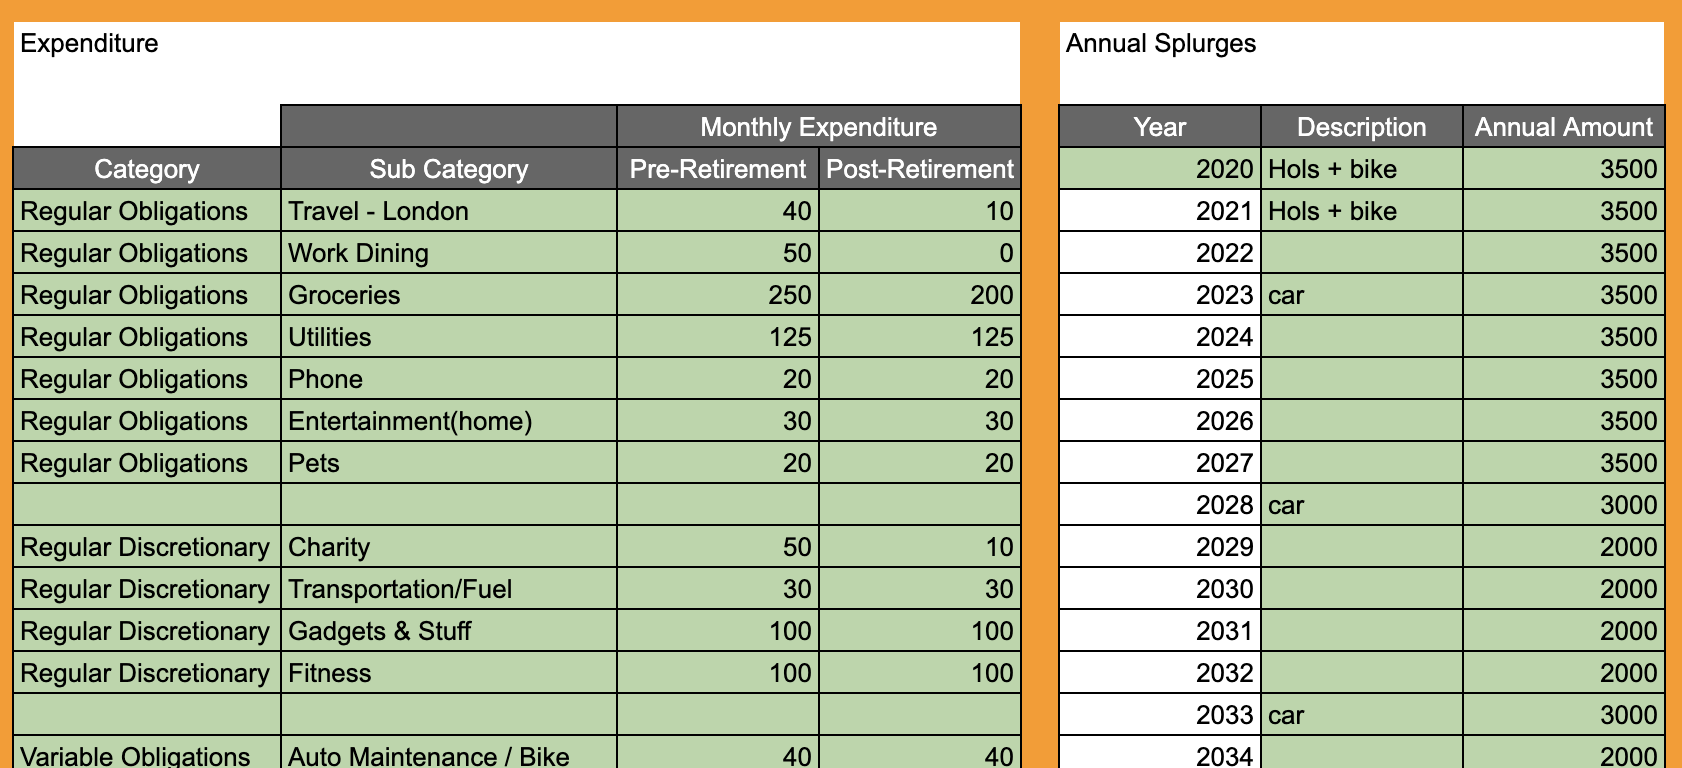 Expenditure
Monthly Expenditure
Category Sub Category Pre-Retirement Post-Retirement
Regular Obligations Travel - London 40 10
Regular Obligations Work Dining 50 0
Regular Obligations Groceries 250 200
Regular Obligations Utilities 125 125
Regular Obligations Phone 20 20
Regular Obligations Entertainment(home) 30 30
Regular Obligations Pets 20 20
Regular Discretionary Charity 50 10
Regular Discretionary Transportation/Fuel 30 30
Regular Discretionary Gadgets & Stuff 100 100
Regular Discretionary Fitness 100 100
Variable Obligations Auto Maintenance / Bike 40 40
Annual Splurges
Year Description Annual Amount
2020 Hols + bike 3500
2021 Hols + bike 3500
2022 3500
2023 car 3500
2024 3500
2025 3500
2026 3500
2027 3500
2028 car 3000
2029 2000
2030 2000
2031 2000
2032 2000
2033 car 3000
2034 2000